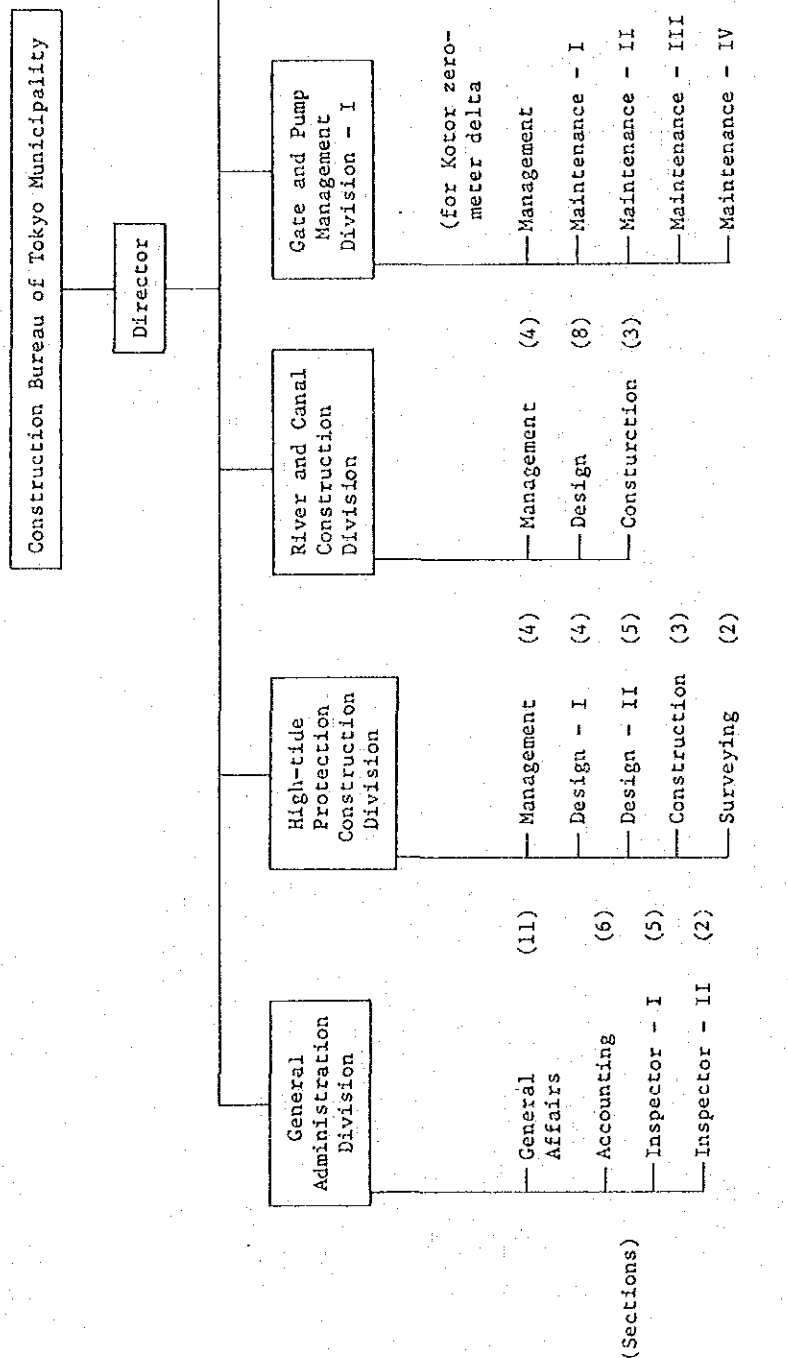 Construction Bureau of Tokyo Municipality
Director
General
Administration
Division
General
Affairs
(11)
Accounting
(6)
Inspector - I
(5)
Inspector - II
(2)
(Sections)
High-tide
Protection
Construction
Division
Management
(4)
Design - I
(4)
Design - II
(5)
Construction
(3)
Surveying
(2)
River and Canal
Construction
Division
Management
(4)
Design
(8)
Consturction
(3)
Gate and Pump
Management
Division - I
(for Kotor zero-
meter delta
Management
Maintenance - I
Maintenance - II
Maintenance - III
Maintenance - IV